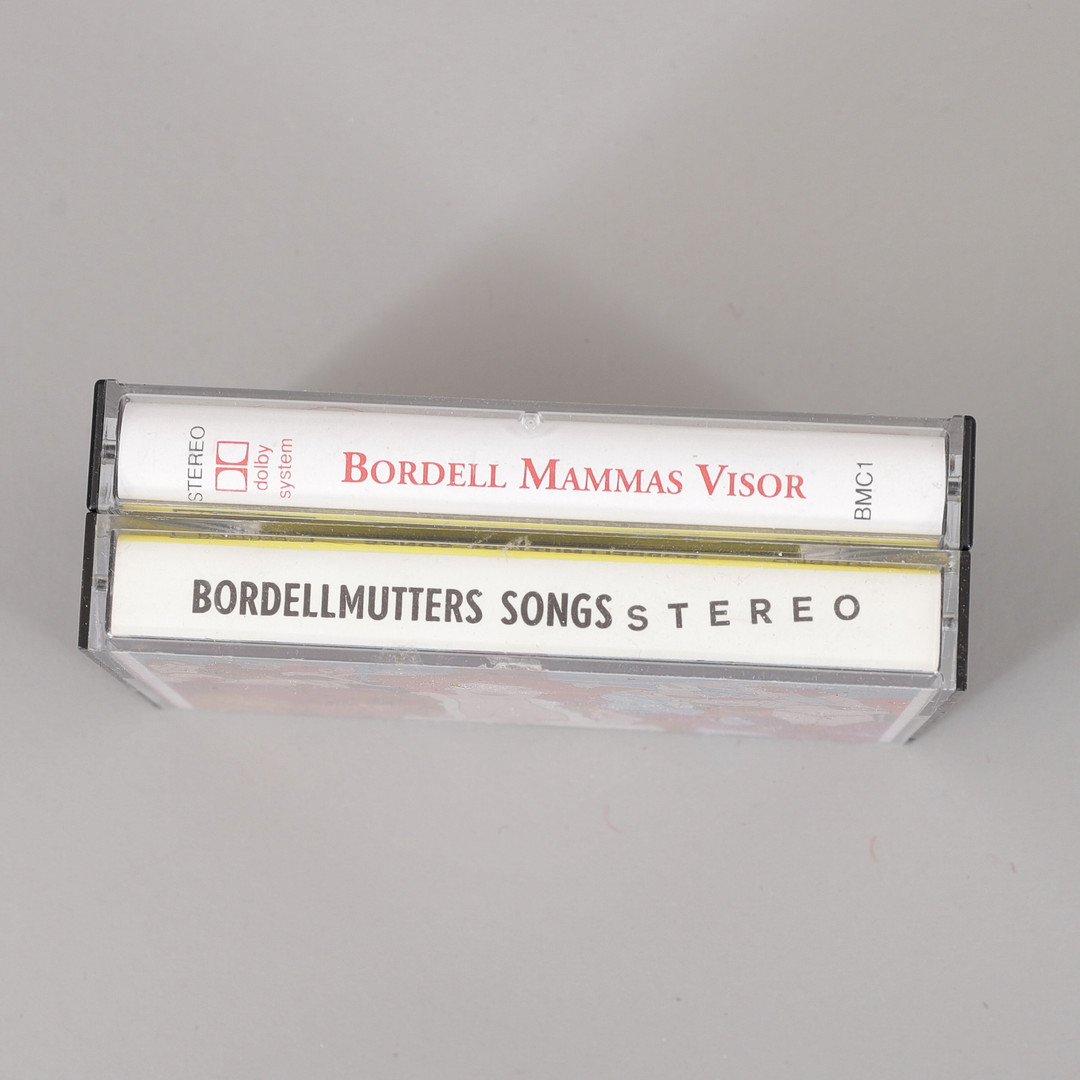 STEREO
dolby
system
BORDELL MAMMAS VISOR
BMC1
BORDELLMUTTERS SONGS STEREO